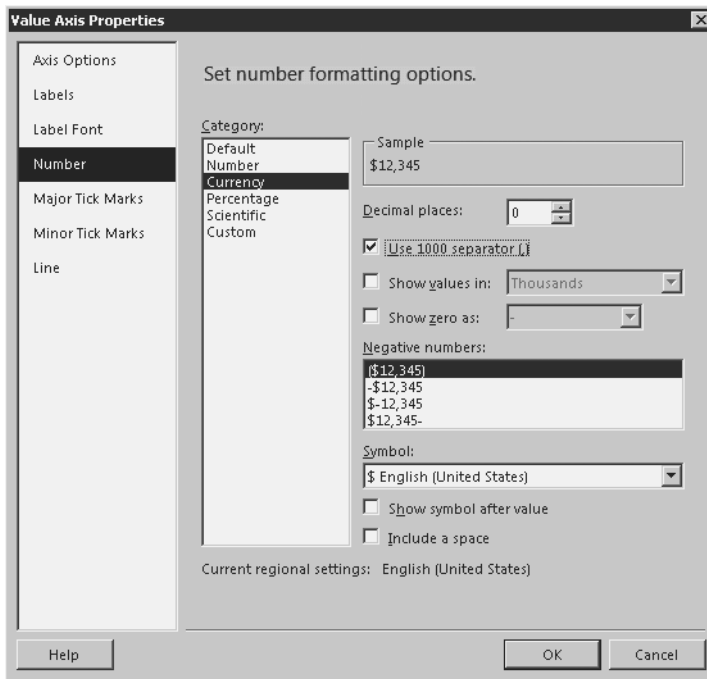 Value Axis Properties
Axis Options
Labels
Label Font
Number
Major Tick Marks
Minor Tick Marks
Line
Set number formatting options.
Category:
Default
Number
Currency
Percentage
Scientific
Custom
Sample
$12,345
Decimal places: 0
Use 1000 separator (,)
Show values in: Thousands
Show zero as: -
Negative numbers:
($12,345)
-$12,345
$-12,345
$12,345-
Symbol:
$ English (United States)
Show symbol after value
Include a space
Current regional settings: English (United States)
Help OK Cancel